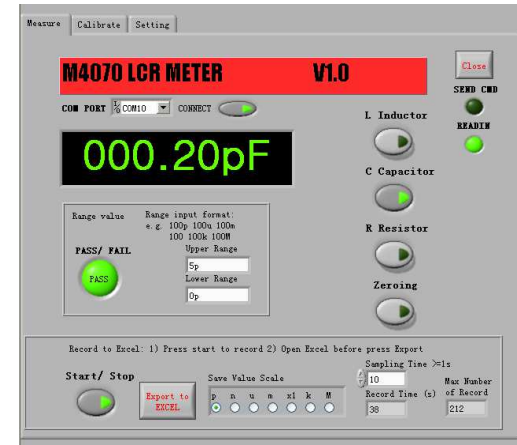 Measure Calibrate Setting
M4070 LCR METER V1.0
Close
SEND CMD
COM PORT COM10 CONNECT
READIN
L Inductor
000.20pF
C Capacitor
Range value
Range input format:
e.g. 100p 100u 100m
100 100k 100M
PASS/ FAIL
Upper Range
5p
PASS
Lower Range
0p
R Resistor
Zeroing
Record to Excel: 1) Press start to record 2) Open Excel before press Export
Start/ Stop
Export to
EXCEL
Save Value Scale
p n u m x1 k M
Sampling Time >=1s
10
Record Time (s)
38
Max Number
of Record
212